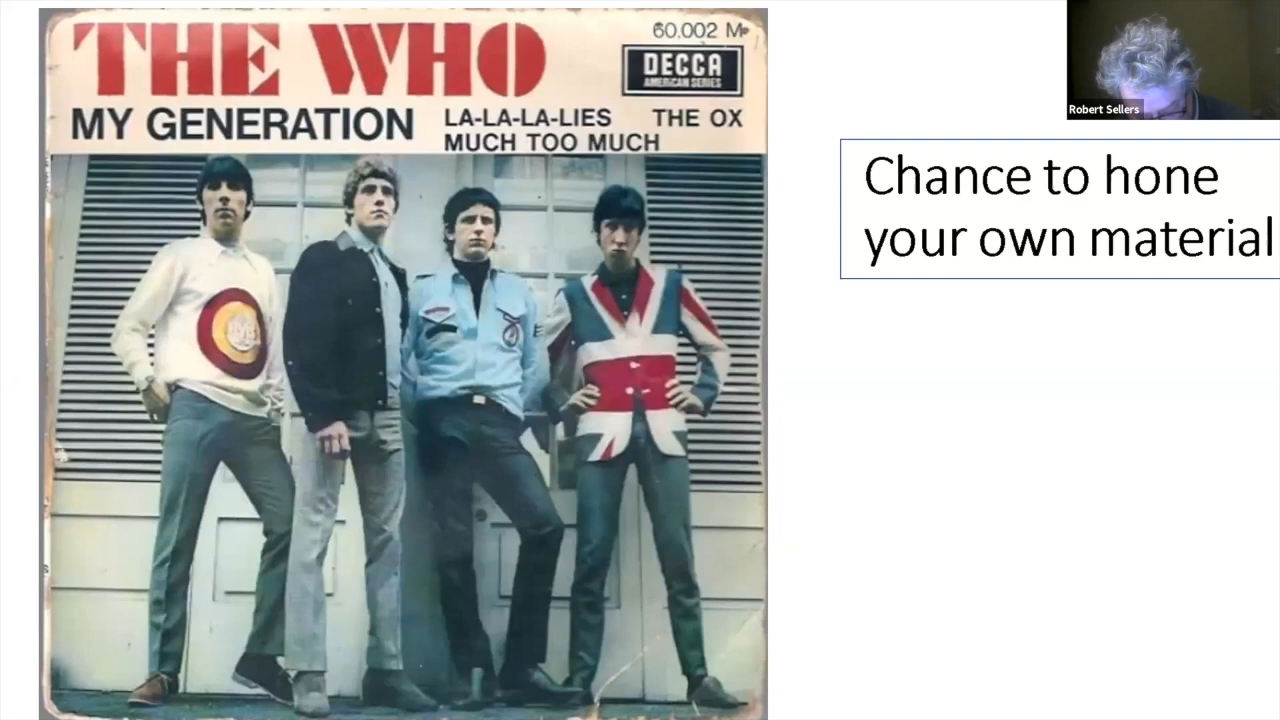 THE WHO
60.002 Me
DECCA
AMERICAN SERIES
MY GENERATION
LA-LA-LA-LIES THE OX
MUCH TOO MUCH
Robert Sellers
Chance to hone
your own material